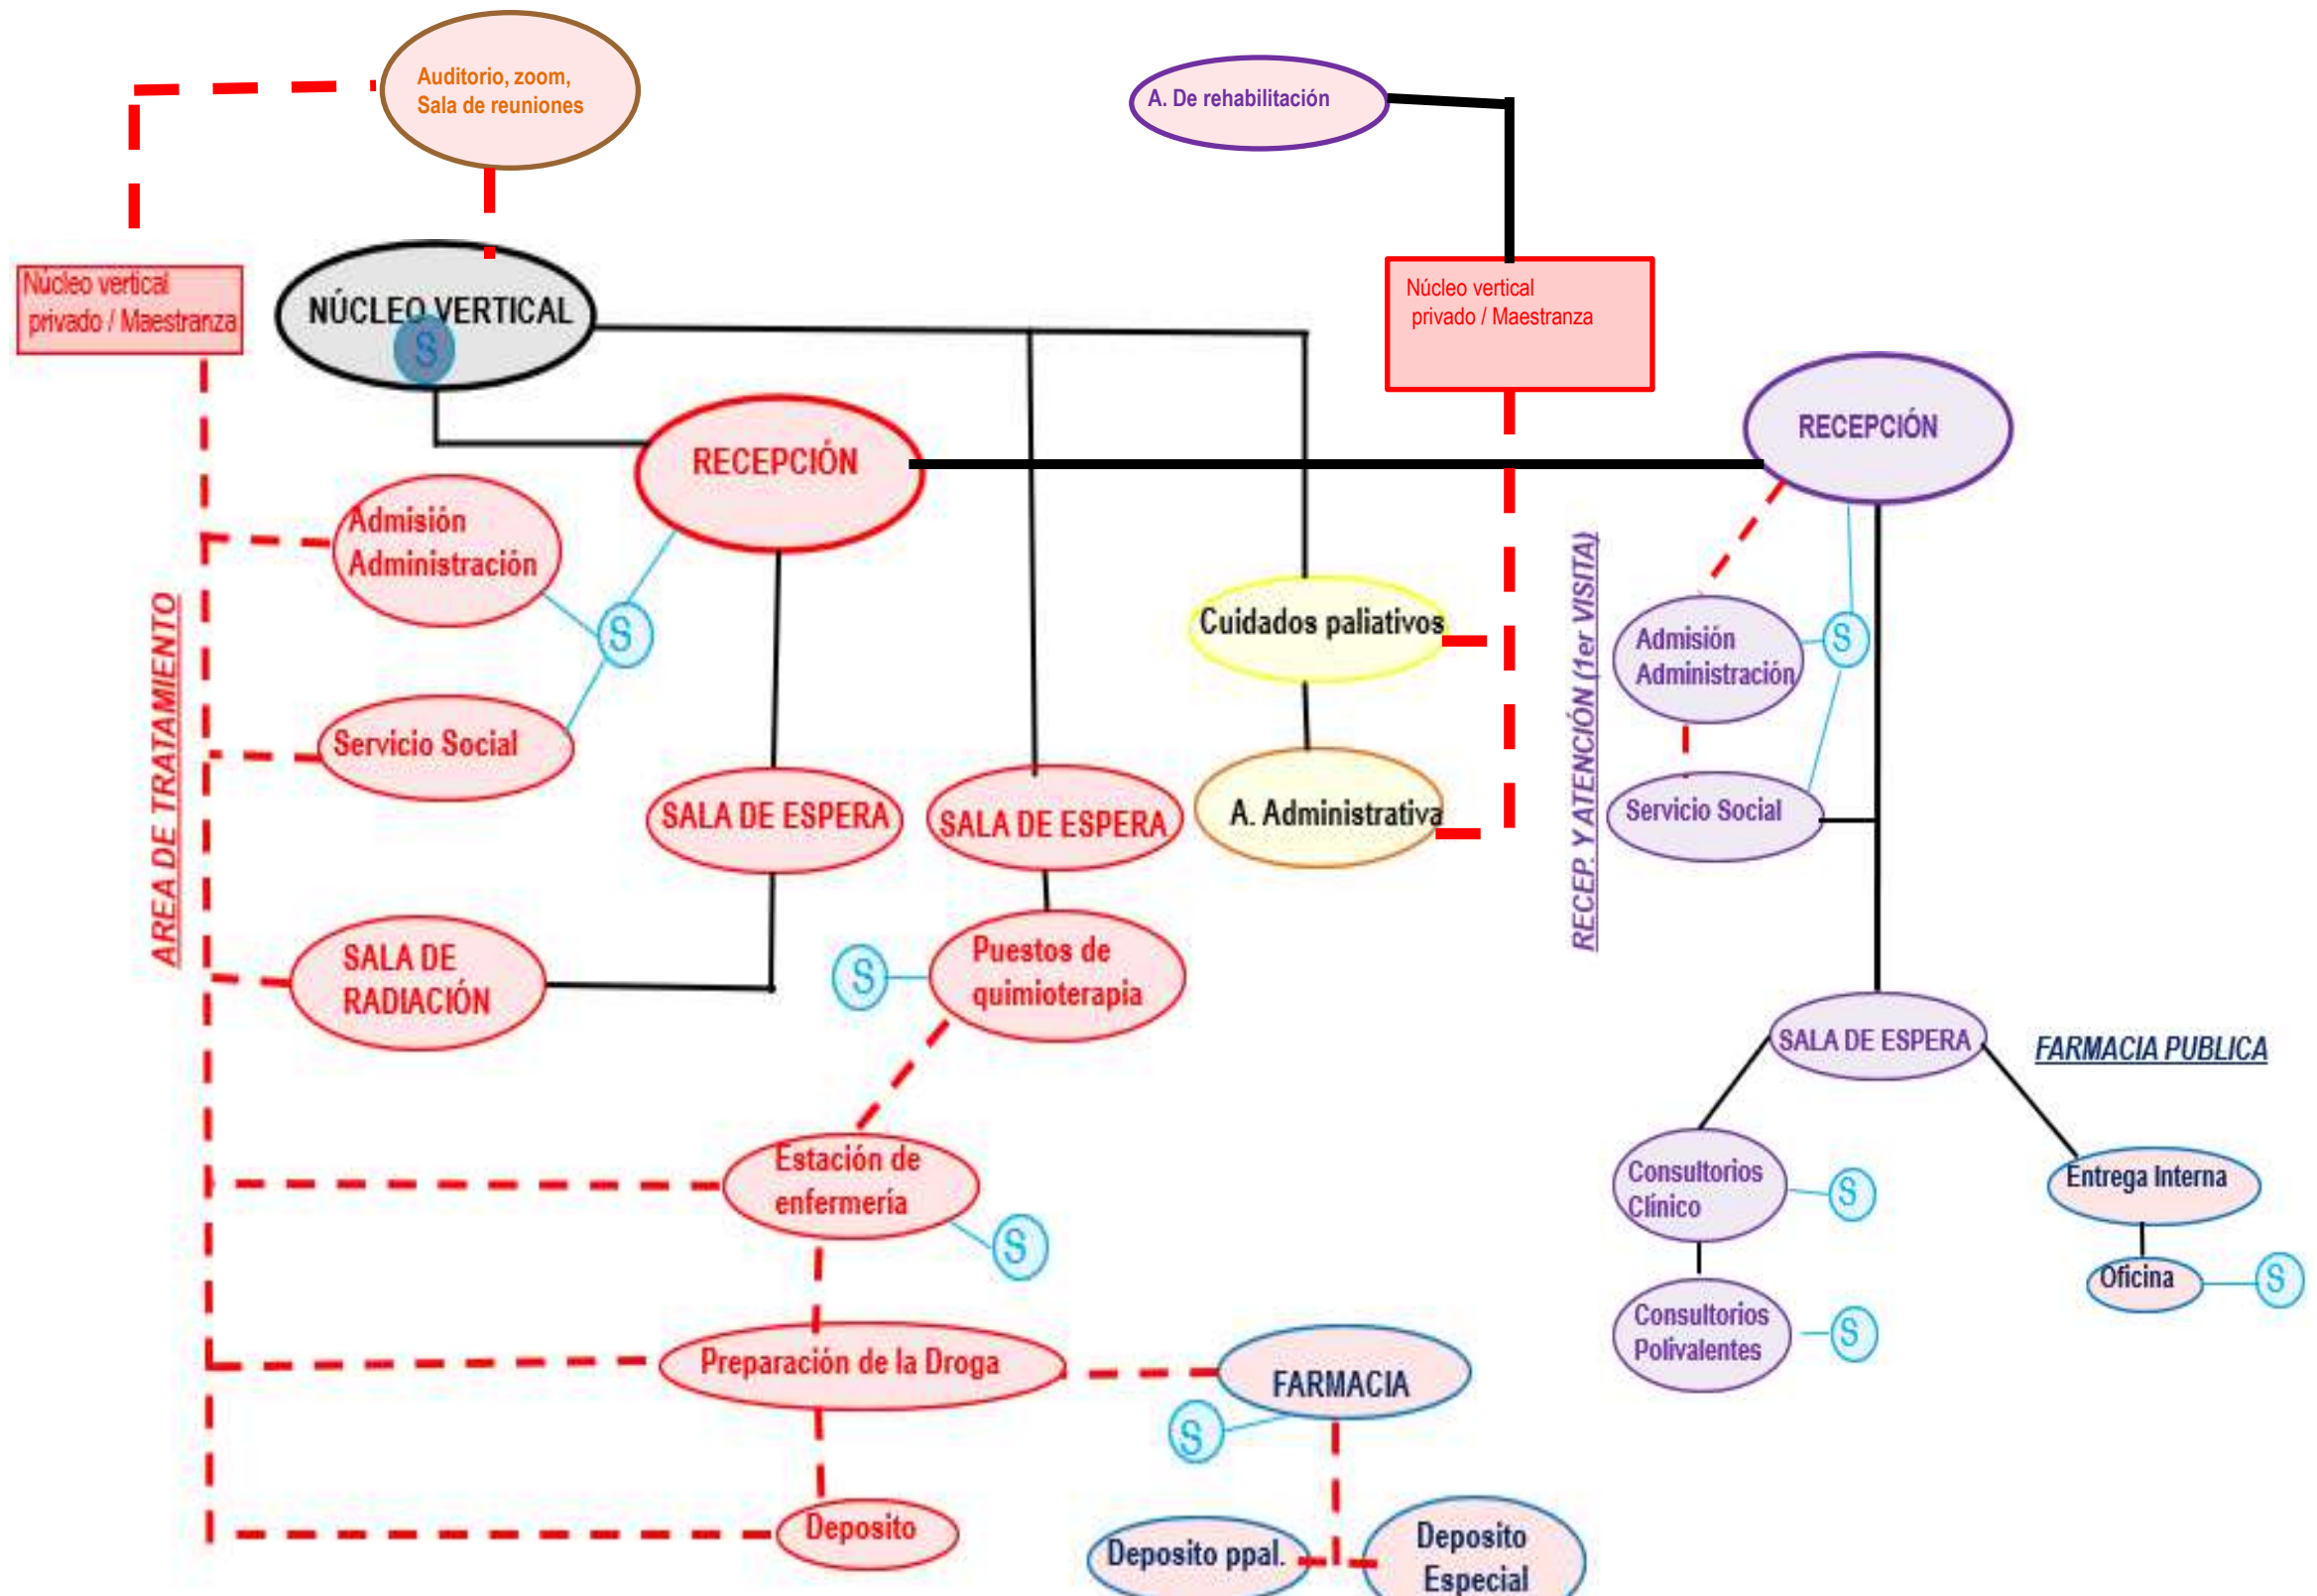 Auditorio, zoom,
Sala de reuniones
A. De rehabilitación
Núcleo vertical
privado / Maestranza
NÚCLEO VERTICAL
S
Núcleo vertical
privado / Maestranza
RECEPCIÓN
RECEPCIÓN
AREA DE TRATAMIENTO
Admisión
Administración
S
Servicio Social
Cuidados paliativos
RECEP. Y ATENCIÓN (1er VISITA)
Admisión
Administración
S
Servicio Social
SALA DE ESPERA
SALA DE ESPERA
A. Administrativa
SALA DE
RADIACIÓN
S
Puestos de
quimioterapia
SALA DE ESPERA
FARMACIA PUBLICA
Estación de
enfermería
S
Consultorios
Clínico
S
Entrega Interna
Oficina
S
Consultorios
Polivalentes
S
Preparación de la Droga
FARMACIA
S
Deposito
Deposito ppal.
Deposito
Especial